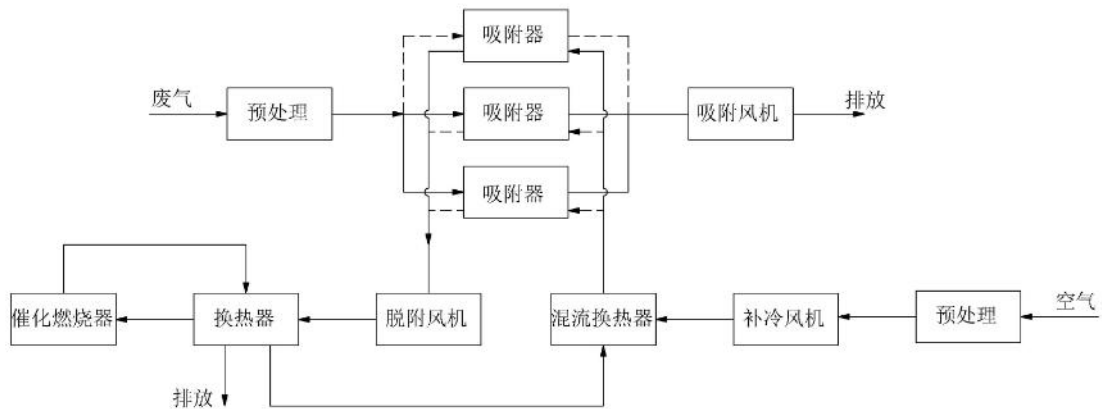 吸附器
废气
预处理
吸附器
吸附风机
排放
吸附器
催化燃烧器
换热器
脱附风机
混流换热器
补冷风机
预处理
空气
排放